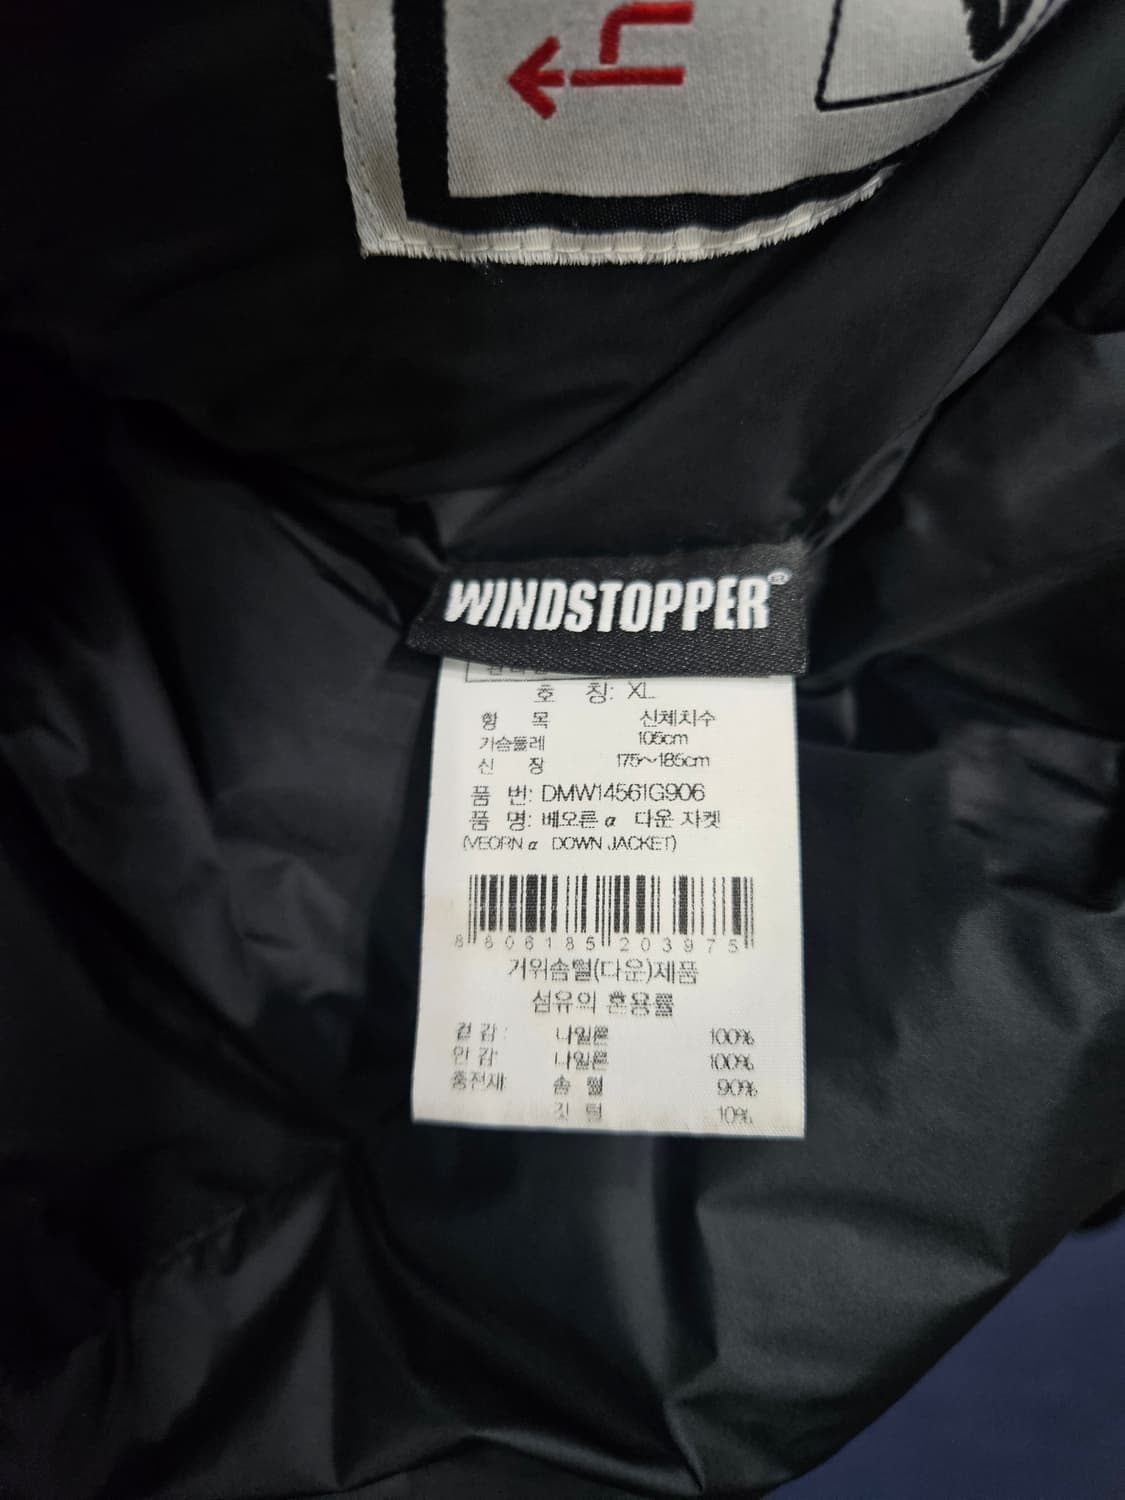 WINDSTOPPER®
호 칭: XL
항 목 신체치수
가슴둘레 105cm
신 장 175~185cm
품 번: DMW14561G906
품 명: 베오른 α 다운 자켓
(VEORN α DOWN JACKET)
8 806185 203975
거위솜털(다운)제품
섬유의 혼용률
겉감: 나일론 100%
안감: 나일론 100%
충전재: 솜털 90%
깃털 10%